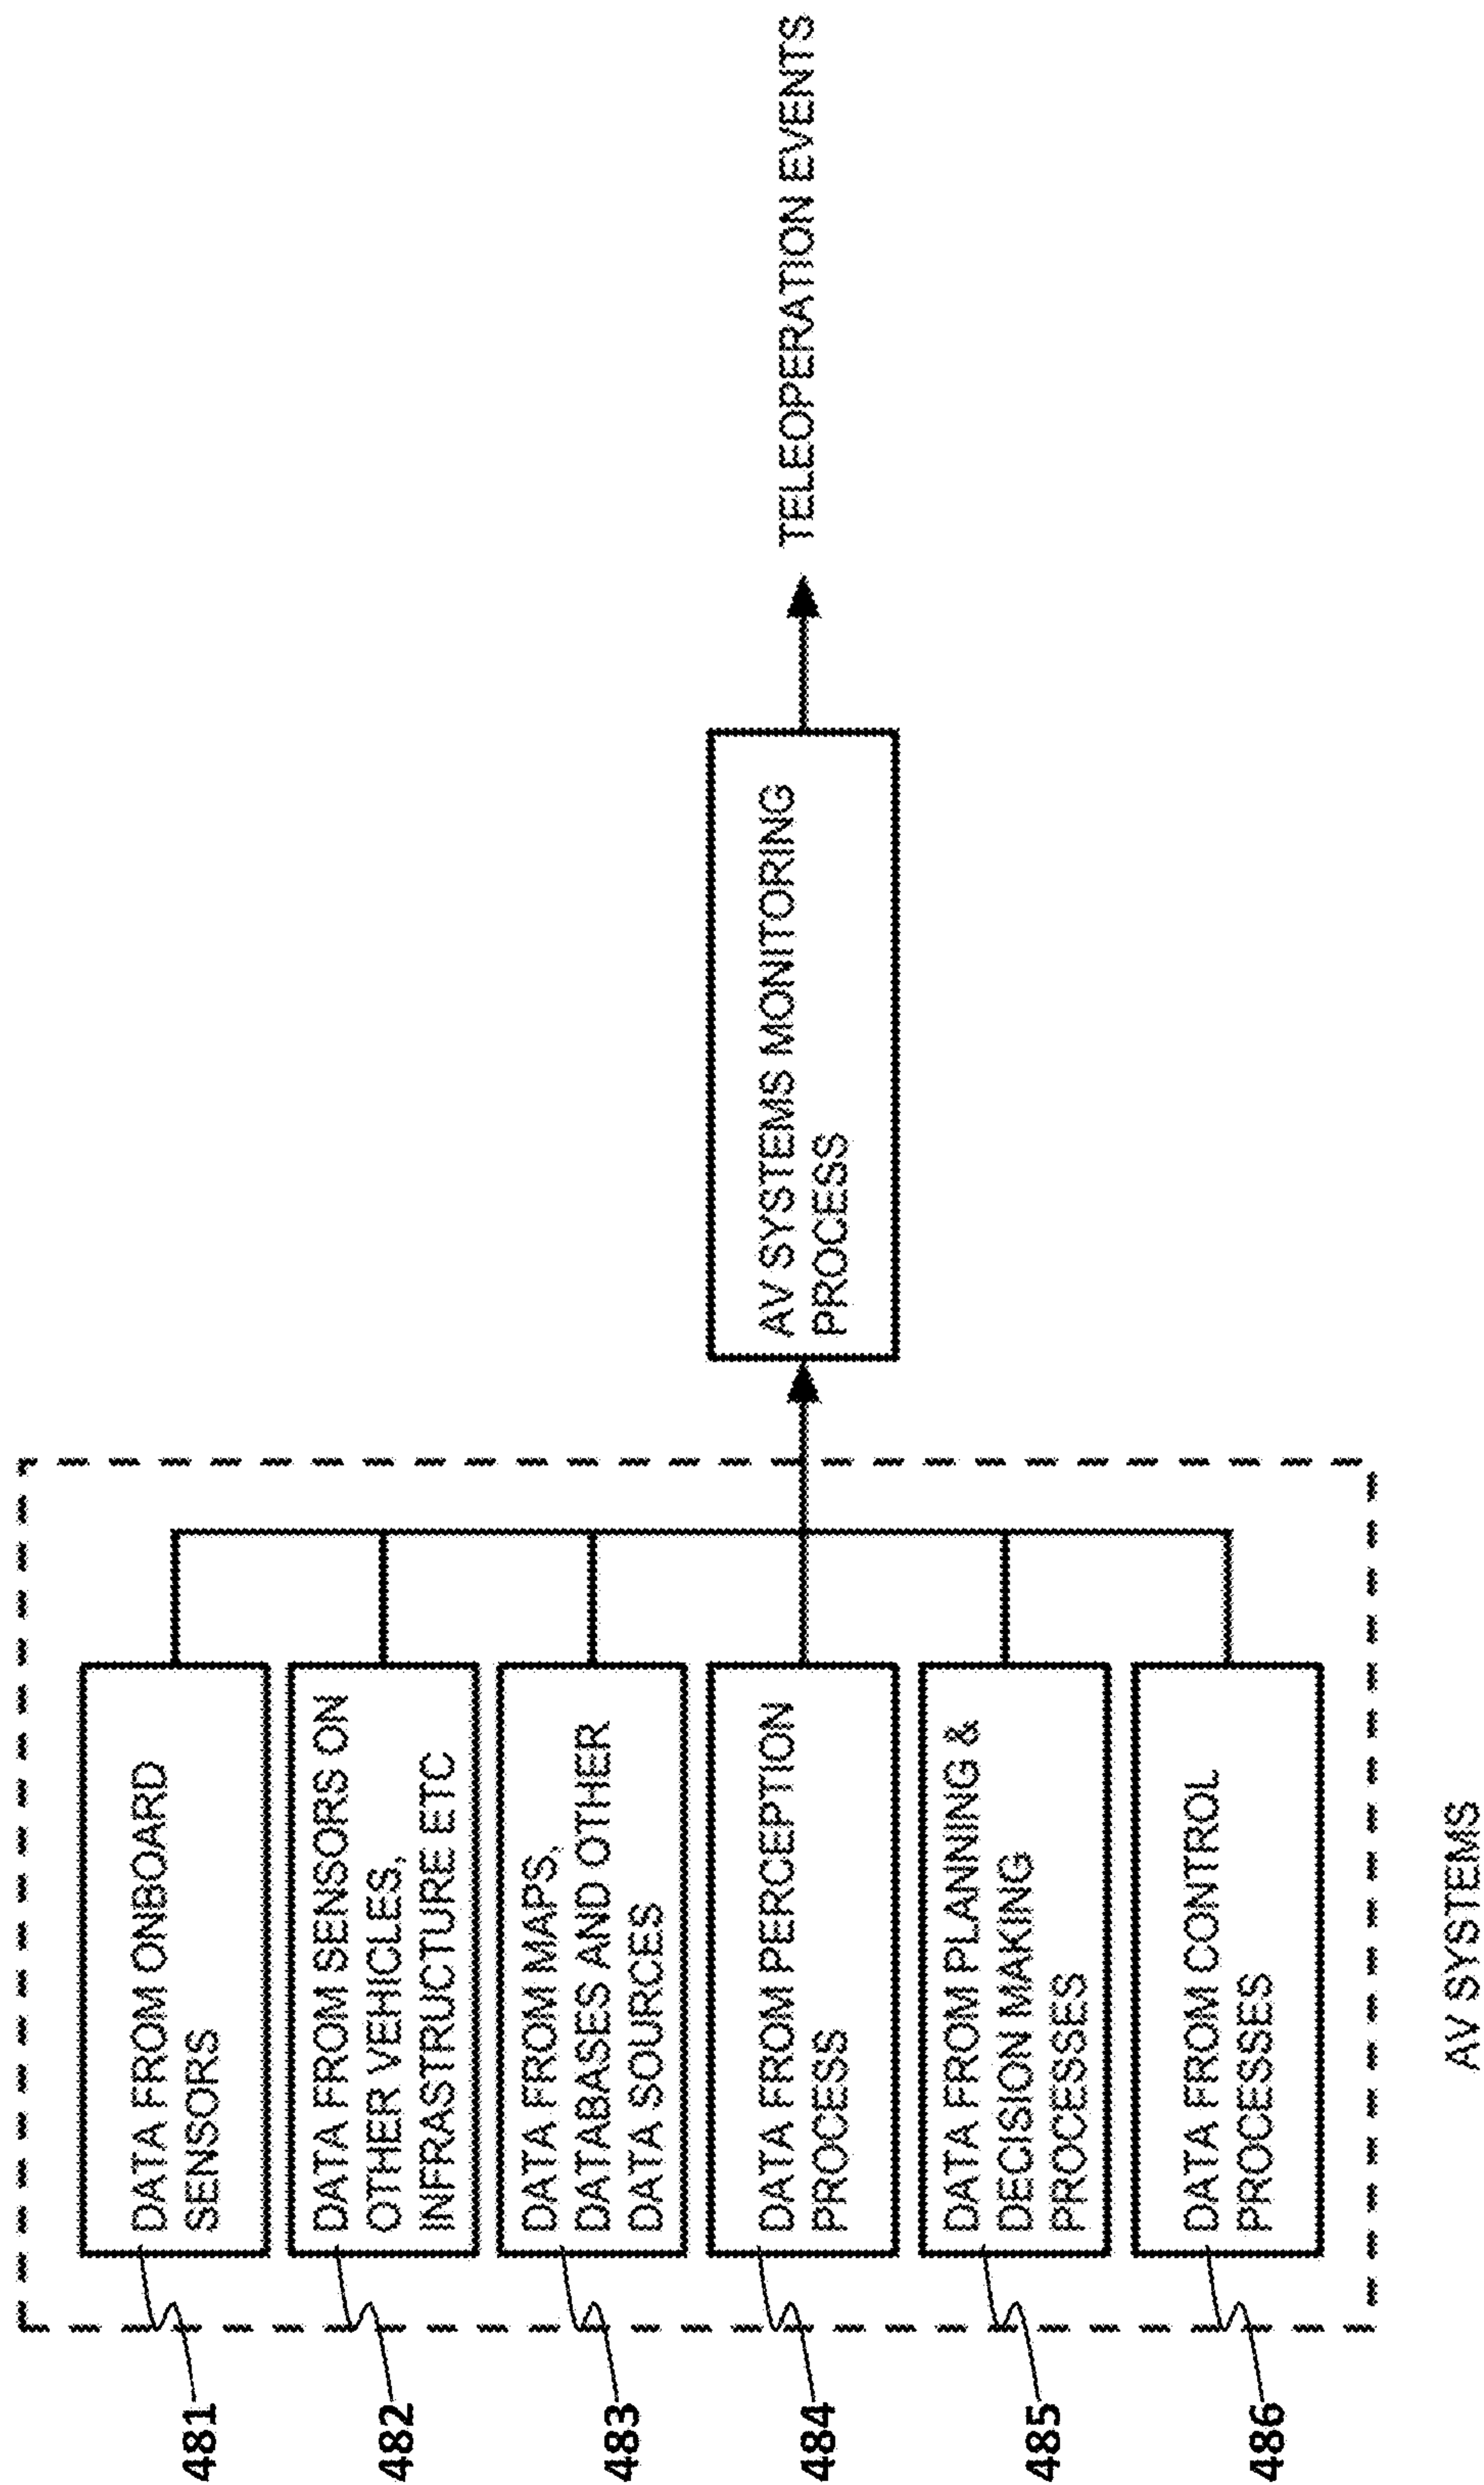 481
DATA FROM ONBOARD
SENSORS
482
DATA FROM SENSORS ON
OTHER VEHICLES,
INFRASTRUCTURE ETC
483
DATA FROM MAPS,
DATABASES AND OTHER
DATA SOURCES
484
DATA FROM PERCEPTION
PROCESS
485
DATA FROM PLANNING &
DECISION MAKING
PROCESSES
486
DATA FROM CONTROL
PROCESSES
AV SYSTEMS
AV SYSTEMS MONITORING
PROCESS
TELEOPERATION EVENTS